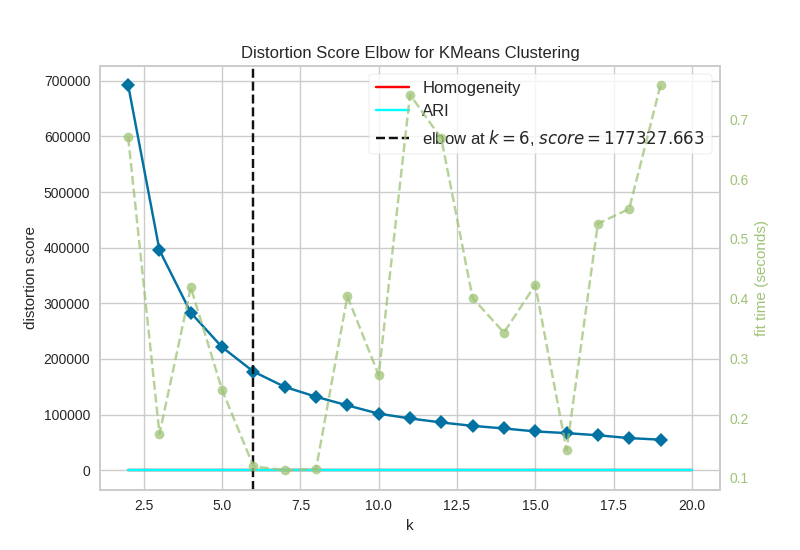 Distortion Score Elbow for KMeans Clustering
Homogeneity
ARI
elbow at k = 6, score = 177327.663
distortion score
700000
600000
500000
400000
300000
200000
100000
0
0.7
0.6
0.5
0.4
0.3
0.2
0.1
fit time (seconds)
2.5 5.0 7.5 10.0 12.5 15.0 17.5 20.0
k